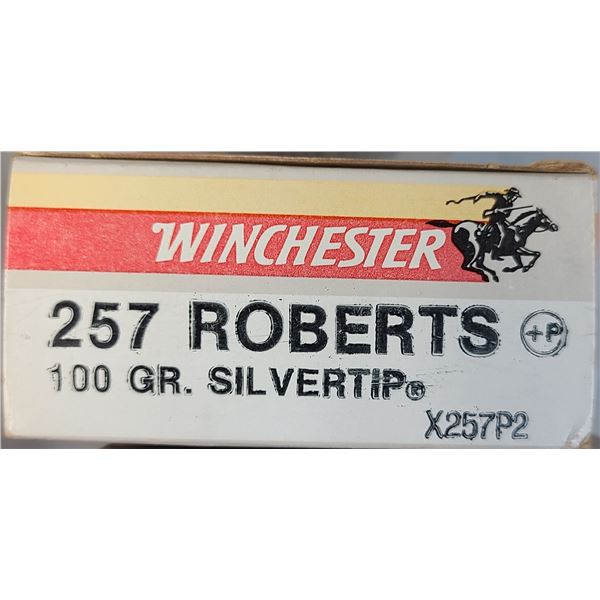 WINCHESTER
257 ROBERTS +P
100 GR. SILVERTIP®
X257P2